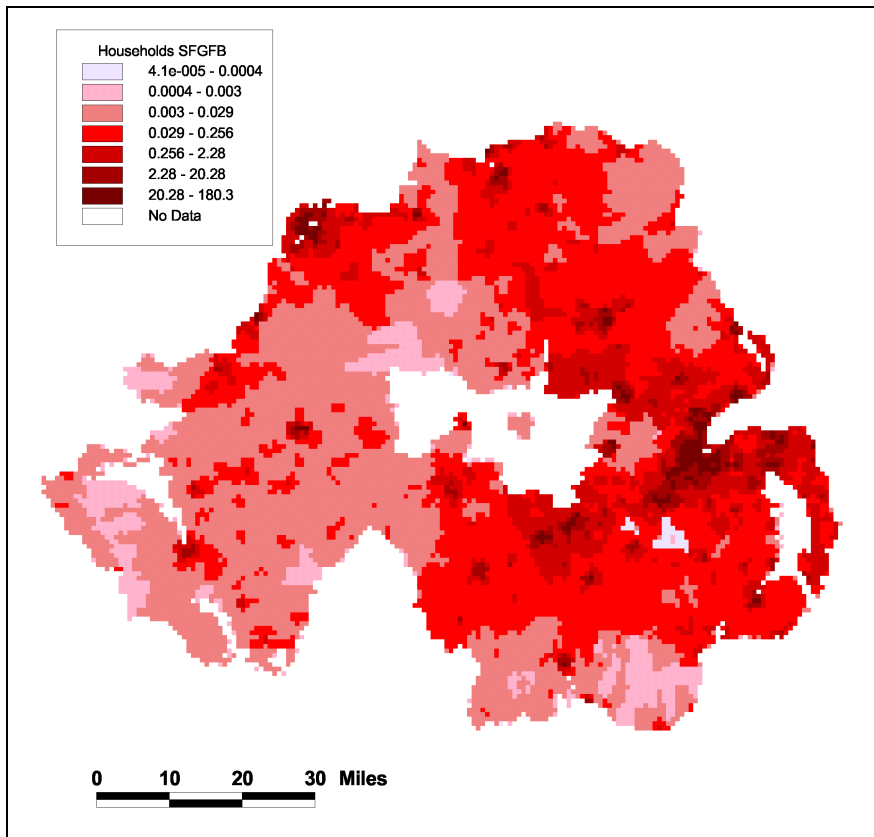 Households SFGFB
4.1e-005 - 0.0004
0.0004 - 0.003
0.003 - 0.029
0.029 - 0.256
0.256 - 2.28
2.28 - 20.28
20.28 - 180.3
No Data
0 10 20 30 Miles